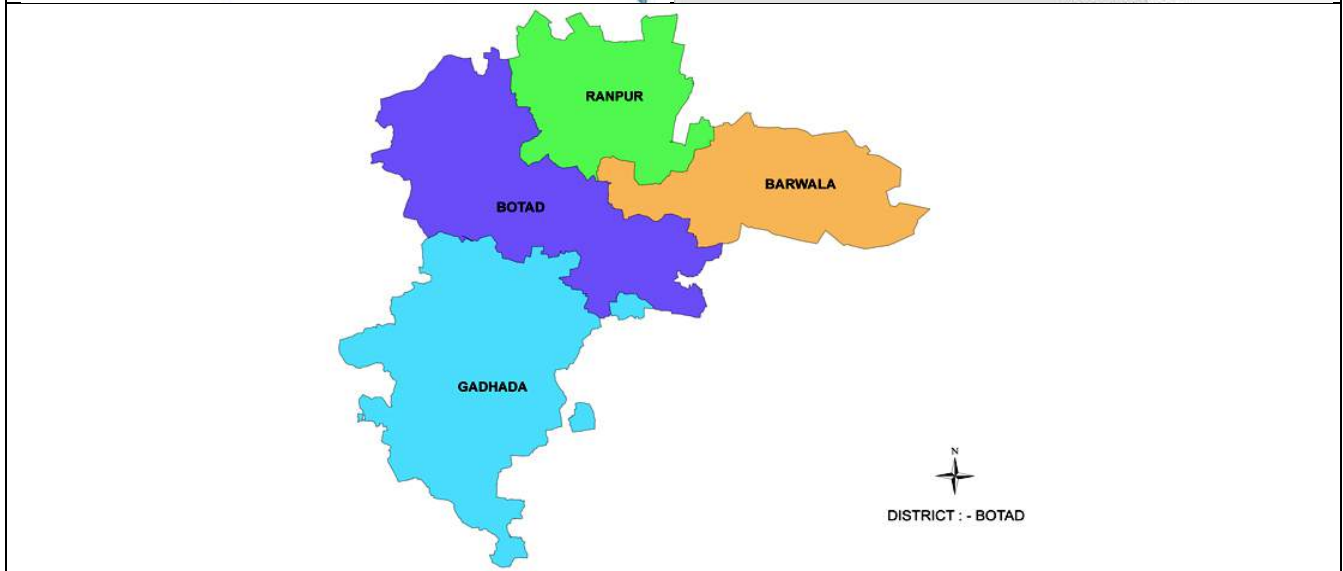 RANPUR
BARWALA
BOTAD
GADHADA
N
DISTRICT : - BOTAD